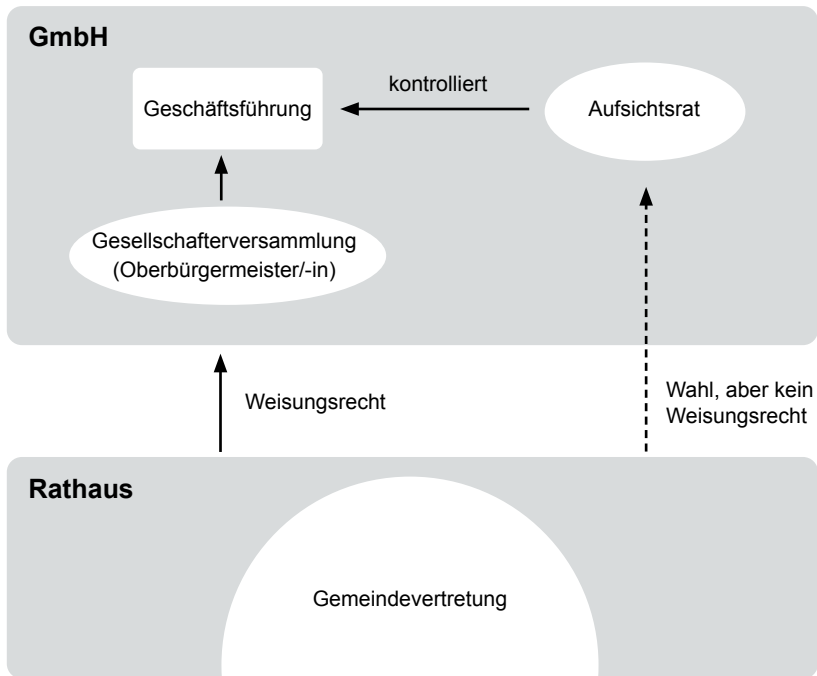 GmbH
kontrolliert
Geschäftsführung
Aufsichtsrat
Gesellschafterversammlung
(Oberbürgermeister/-in)
Weisungsrecht
Wahl, aber kein
Weisungsrecht
Rathaus
Gemeindevertretung